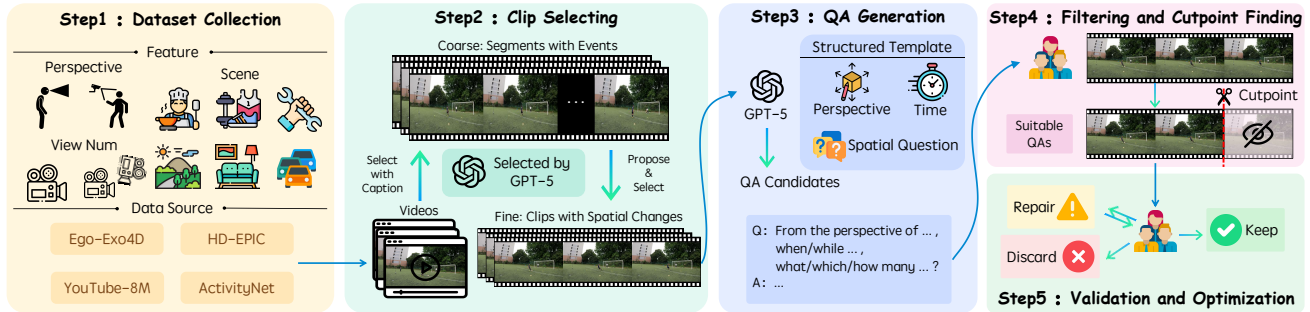 Step1 : Dataset Collection
Feature
Perspective
Scene
View Num
Data Source
Ego-Exo4D
HD-EPIC
YouTube-8M
ActivityNet
Step2 : Clip Selecting
Coarse: Segments with Events
...
Select
with
Caption
Selected by
GPT-5
Propose
&
Select
Videos
Fine: Clips with Spatial Changes
Step3 : QA Generation
Structured Template
GPT-5
Perspective
Time
Spatial Question
QA Candidates
Q: From the perspective of ... ,
when/while ... ,
what/which/how many ... ?
A: ...
Step4 : Filtering and Cutpoint Finding
Cutpoint
Suitable
QAs
Repair
Discard
Keep
Step5 : Validation and Optimization